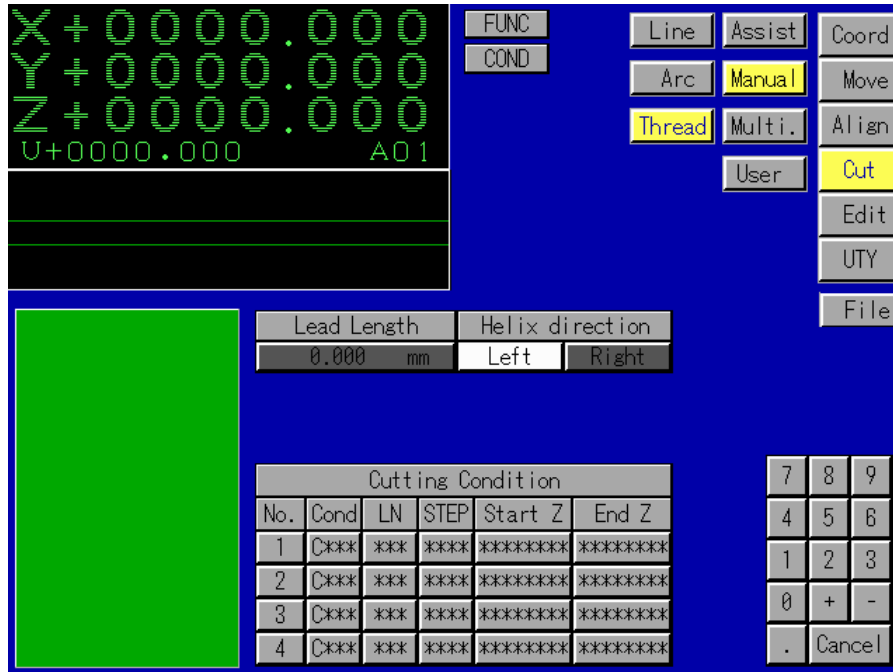 X+0000.000
Y+0000.000
Z+0000.000
U+0000.000 A01
FUNC
COND
Line Assist Coord
Arc Manual Move
Thread Multi. Align
User Cut
Edit
UTY
File
Lead Length Helix direction
0.000 mm Left Right
Cutting Condition
No. Cond LN STEP Start Z End Z
1 C*** *** **** ******** ********
2 C*** *** **** ******** ********
3 C*** *** **** ******** ********
4 C*** *** **** ******** ********
7 8 9
4 5 6
1 2 3
0 + -
. Cancel